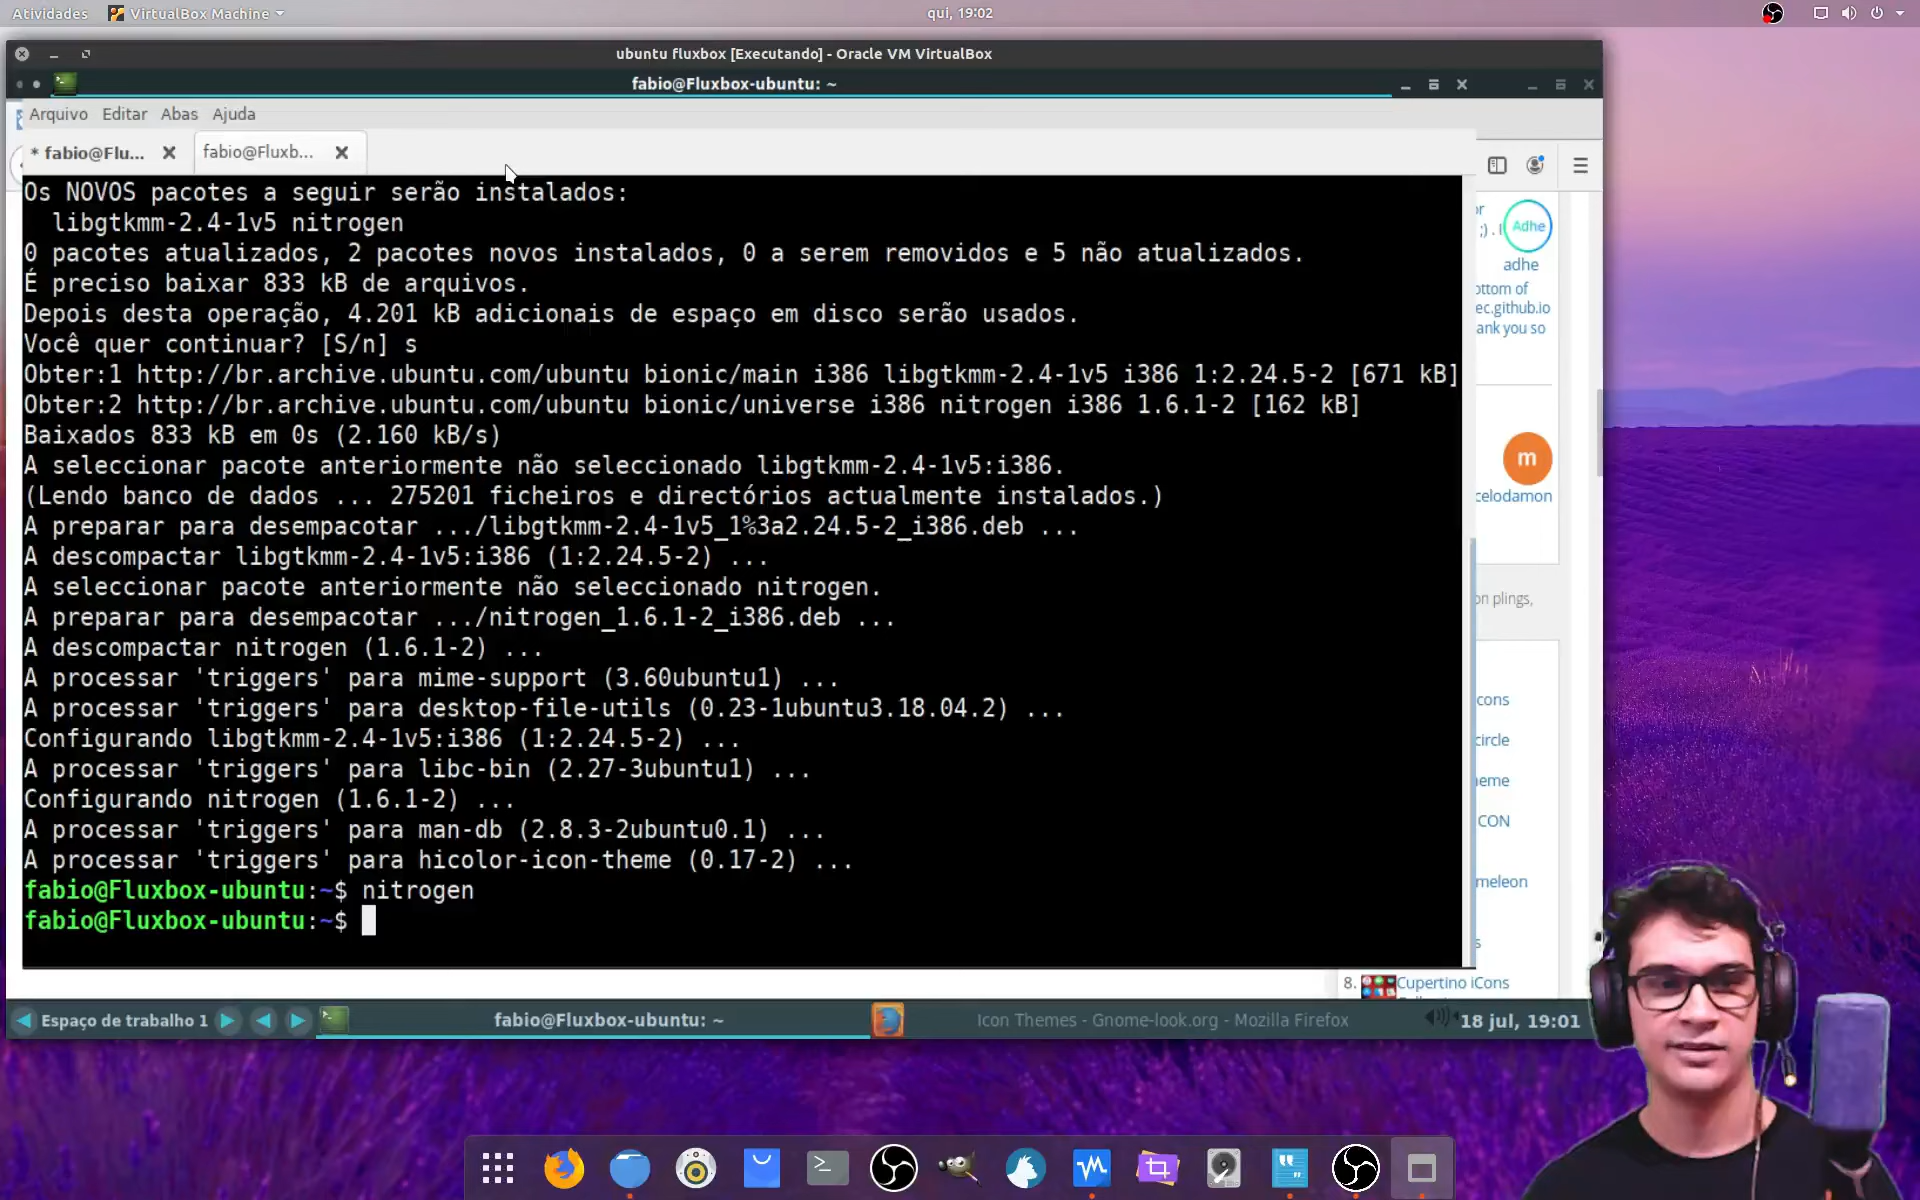 Atividades VirtualBox Machine qui, 19:02
ubuntu fluxbox [Executando] - Oracle VM VirtualBox
fabio@Fluxbox-ubuntu: ~
Arquivo Editar Abas Ajuda
* fabio@Flu... fabio@Fluxb...
Os NOVOS pacotes a seguir serão instalados:
libgtkmm-2.4-1v5 nitrogen
0 pacotes atualizados, 2 pacotes novos instalados, 0 a serem removidos e 5 não atualizados.
É preciso baixar 833 kB de arquivos.
Depois desta operação, 4.201 kB adicionais de espaço em disco serão usados.
Você quer continuar? [S/n] s
Obter:1 http://br.archive.ubuntu.com/ubuntu bionic/main i386 libgtkmm-2.4-1v5 i386 1:2.24.5-2 [671 kB]
Obter:2 http://br.archive.ubuntu.com/ubuntu bionic/universe i386 nitrogen i386 1.6.1-2 [162 kB]
Baixados 833 kB em 0s (2.160 kB/s)
A seleccionar pacote anteriormente não seleccionado libgtkmm-2.4-1v5:i386.
(Lendo banco de dados ... 275201 ficheiros e directórios actualmente instalados.)
A preparar para desempacotar .../libgtkmm-2.4-1v5_1%3a2.24.5-2_i386.deb ...
A descompactar libgtkmm-2.4-1v5:i386 (1:2.24.5-2) ...
A seleccionar pacote anteriormente não seleccionado nitrogen.
A preparar para desempacotar .../nitrogen_1.6.1-2_i386.deb ...
A descompactar nitrogen (1.6.1-2) ...
A processar 'triggers' para mime-support (3.60ubuntu1) ...
A processar 'triggers' para desktop-file-utils (0.23-1ubuntu3.18.04.2) ...
Configurando libgtkmm-2.4-1v5:i386 (1:2.24.5-2) ...
A processar 'triggers' para libc-bin (2.27-3ubuntu1) ...
Configurando nitrogen (1.6.1-2) ...
A processar 'triggers' para man-db (2.8.3-2ubuntu0.1) ...
A processar 'triggers' para hicolor-icon-theme (0.17-2) ...
fabio@Fluxbox-ubuntu:~$ nitrogen
fabio@Fluxbox-ubuntu:~$
or
;) . I
Adhe
adhe
ottom of
ec.github.io
ank you so
m
celodamon
on plings,
cons
circle
eme
CON
meleon
s
8. Cupertino iCons
Espaço de trabalho 1 fabio@Fluxbox-ubuntu: ~ Icon Themes - Gnome-look.org - Mozilla Firefox 18 jul, 19:01